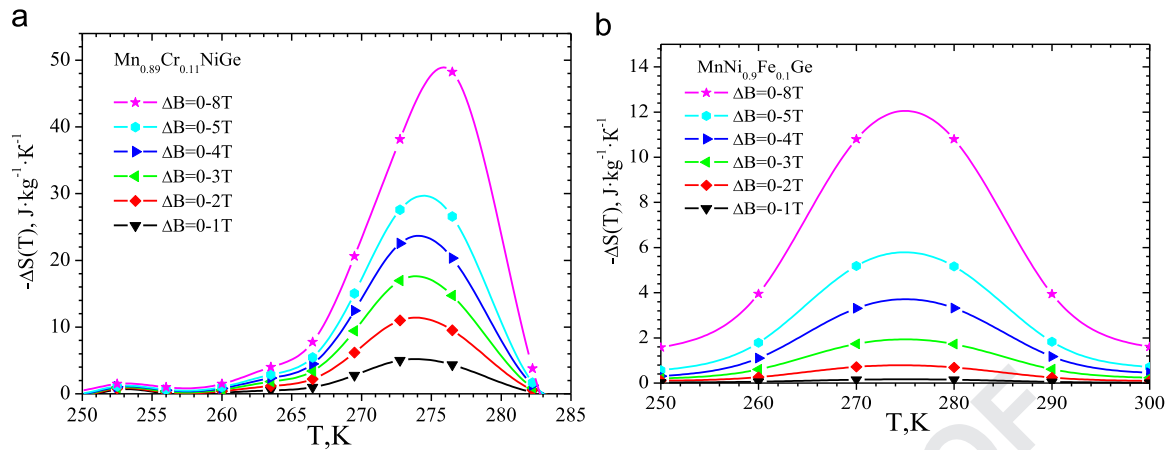 a
Mn₀.₈₉Cr₀.₁₁NiGe
ΔB=0-8T
ΔB=0-5T
ΔB=0-4T
ΔB=0-3T
ΔB=0-2T
ΔB=0-1T
-ΔS(T), J·kg⁻¹·K⁻¹
50
40
30
20
10
0
250 255 260 265 270 275 280 285
T,K
b
MnNi₀.₉Fe₀.₁Ge
ΔB=0-8T
ΔB=0-5T
ΔB=0-4T
ΔB=0-3T
ΔB=0-2T
ΔB=0-1T
-ΔS(T), J·kg⁻¹·K⁻¹
14
12
10
8
6
4
2
0
250 260 270 280 290 300
T,K
OF